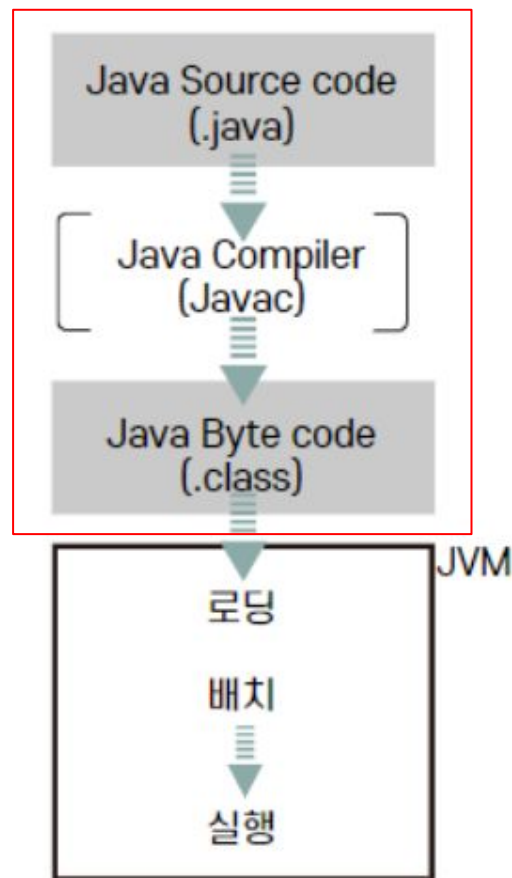 Java Source code
(.java)
Java Compiler
(Javac)
Java Byte code
(.class)
JVM
로딩
배치
실행